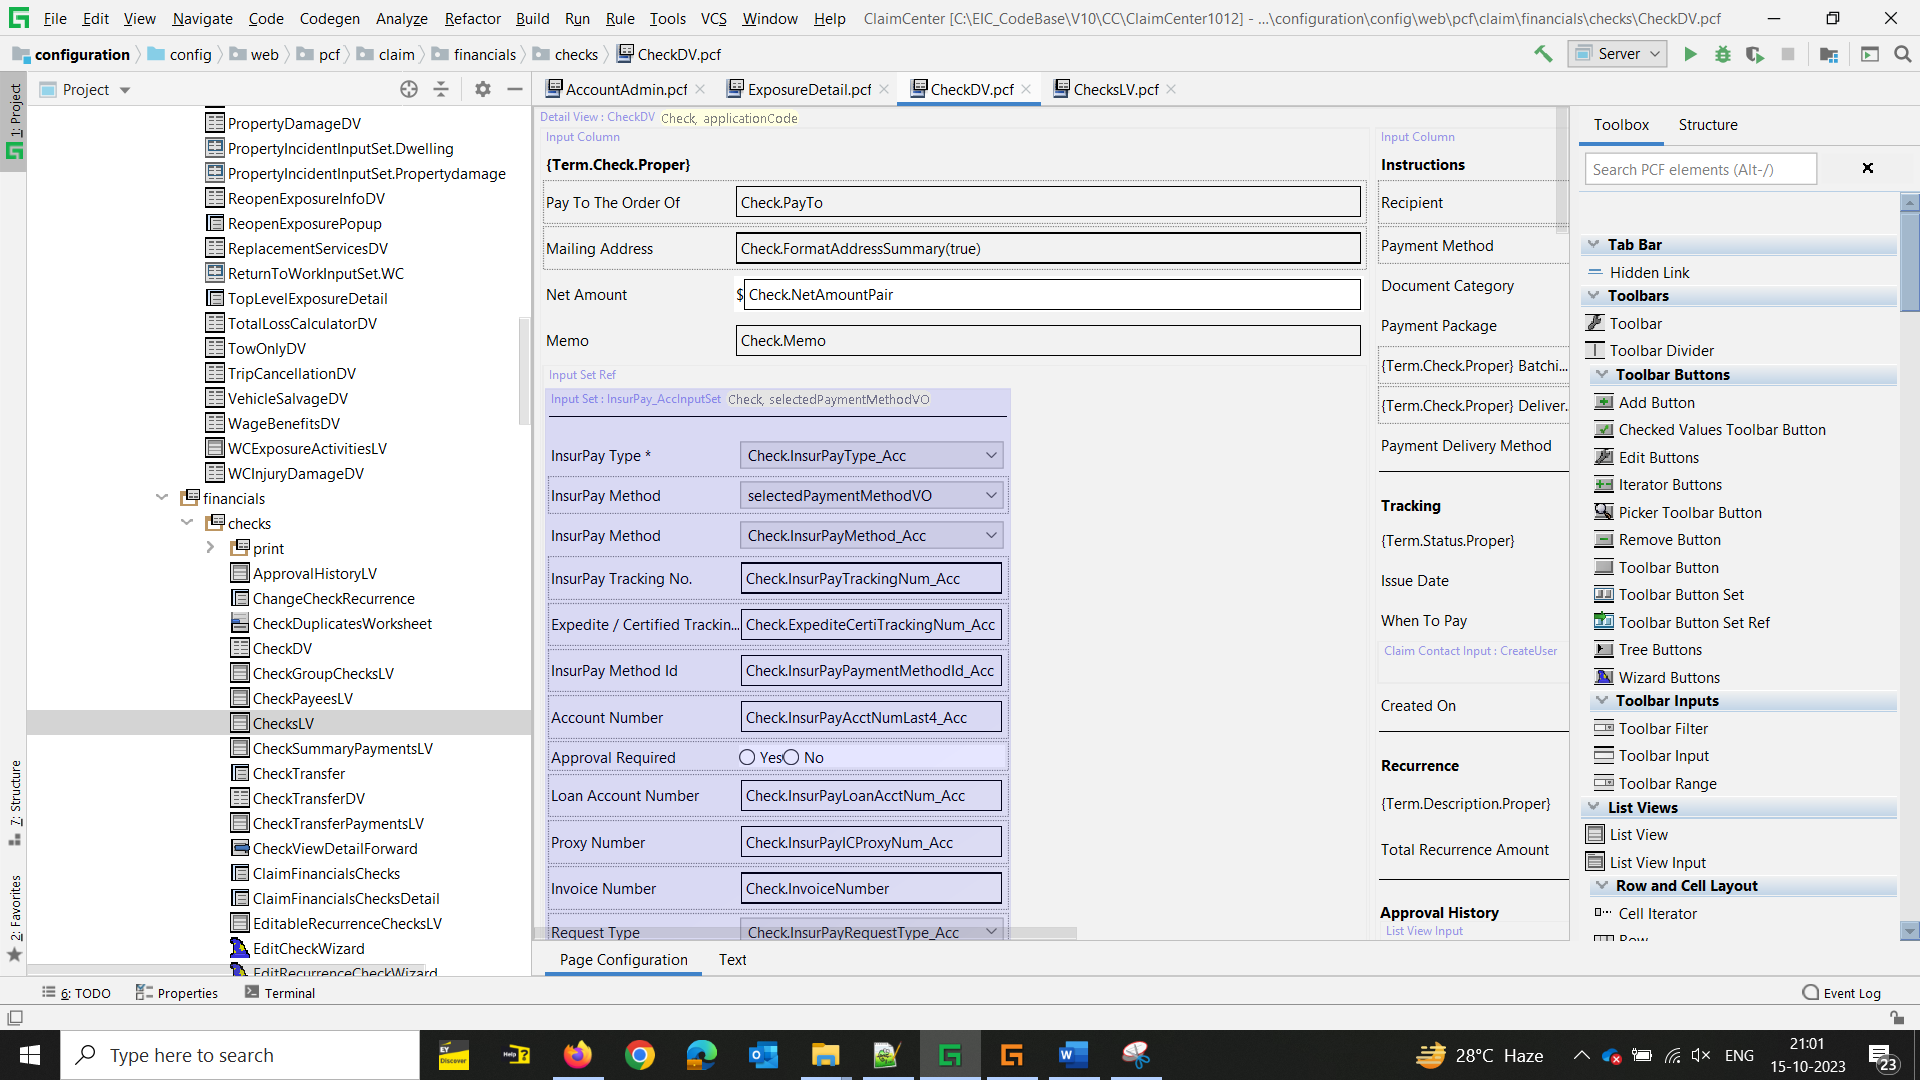 File Edit View Navigate Code Codegen Analyze Refactor Build Run Rule Tools VCS Window Help ClaimCenter [C:\EIC_CodeBase\V10\CC\ClaimCenter1012] - ...\configuration\config\web\pcf\claim\financials\checks\CheckDV.pcf
configuration config web pcf claim financials checks CheckDV.pcf Server
1: Project
7: Structure
2: Favorites
Project
PropertyDamageDV
PropertyIncidentInputSet.Dwelling
PropertyIncidentInputSet.Propertydamage
ReopenExposureInfoDV
ReopenExposurePopup
ReplacementServicesDV
ReturnToWorkInputSet.WC
TopLevelExposureDetail
TotalLossCalculatorDV
TowOnlyDV
TripCancellationDV
VehicleSalvageDV
WageBenefitsDV
WCExposureActivitiesLV
WCInjuryDamageDV
financials
checks
print
ApprovalHistoryLV
ChangeCheckRecurrence
CheckDuplicatesWorksheet
CheckDV
CheckGroupChecksLV
CheckPayeesLV
ChecksLV
CheckSummaryPaymentsLV
CheckTransfer
CheckTransferDV
CheckTransferPaymentsLV
CheckViewDetailForward
ClaimFinancialsChecks
ClaimFinancialsChecksDetail
EditableRecurrenceChecksLV
EditCheckWizard
EditRecurrenceCheckWizard
AccountAdmin.pcf ExposureDetail.pcf CheckDV.pcf ChecksLV.pcf
Detail View : CheckDV Check, applicationCode
Input Column
{Term.Check.Proper}
Pay To The Order Of Check.PayTo
Mailing Address Check.FormatAddressSummary(true)
Net Amount $ Check.NetAmountPair
Memo Check.Memo
Input Set Ref
Input Set : InsurPay_AccInputSet Check, selectedPaymentMethodVO
InsurPay Type * Check.InsurPayType_Acc
InsurPay Method selectedPaymentMethodVO
InsurPay Method Check.InsurPayMethod_Acc
InsurPay Tracking No. Check.InsurPayTrackingNum_Acc
Expedite / Certified Trackin... Check.ExpediteCertiTrackingNum_Acc
InsurPay Method Id Check.InsurPayPaymentMethodId_Acc
Account Number Check.InsurPayAcctNumLast4_Acc
Approval Required Yes No
Loan Account Number Check.InsurPayLoanAcctNum_Acc
Proxy Number Check.InsurPayICProxyNum_Acc
Invoice Number Check.InvoiceNumber
Request Type Check.InsurPayRequestType_Acc
Input Column
Instructions
Recipient
Payment Method
Document Category
Payment Package
{Term.Check.Proper} Batchi...
{Term.Check.Proper} Deliver...
Payment Delivery Method
Tracking
{Term.Status.Proper}
Issue Date
When To Pay
Claim Contact Input : CreateUser
Created On
Recurrence
{Term.Description.Proper}
Total Recurrence Amount
Approval History
List View Input
Page Configuration Text
Toolbox Structure
Search PCF elements (Alt-/)
Tab Bar
Hidden Link
Toolbars
Toolbar
Toolbar Divider
Toolbar Buttons
Add Button
Checked Values Toolbar Button
Edit Buttons
Iterator Buttons
Picker Toolbar Button
Remove Button
Toolbar Button
Toolbar Button Set
Toolbar Button Set Ref
Tree Buttons
Wizard Buttons
Toolbar Inputs
Toolbar Filter
Toolbar Input
Toolbar Range
List Views
List View
List View Input
Row and Cell Layout
Cell Iterator
Row
6: TODO Properties Terminal Event Log
Type here to search
EY Discover
Help ?
28°C Haze
ENG
21:01
15-10-2023
23